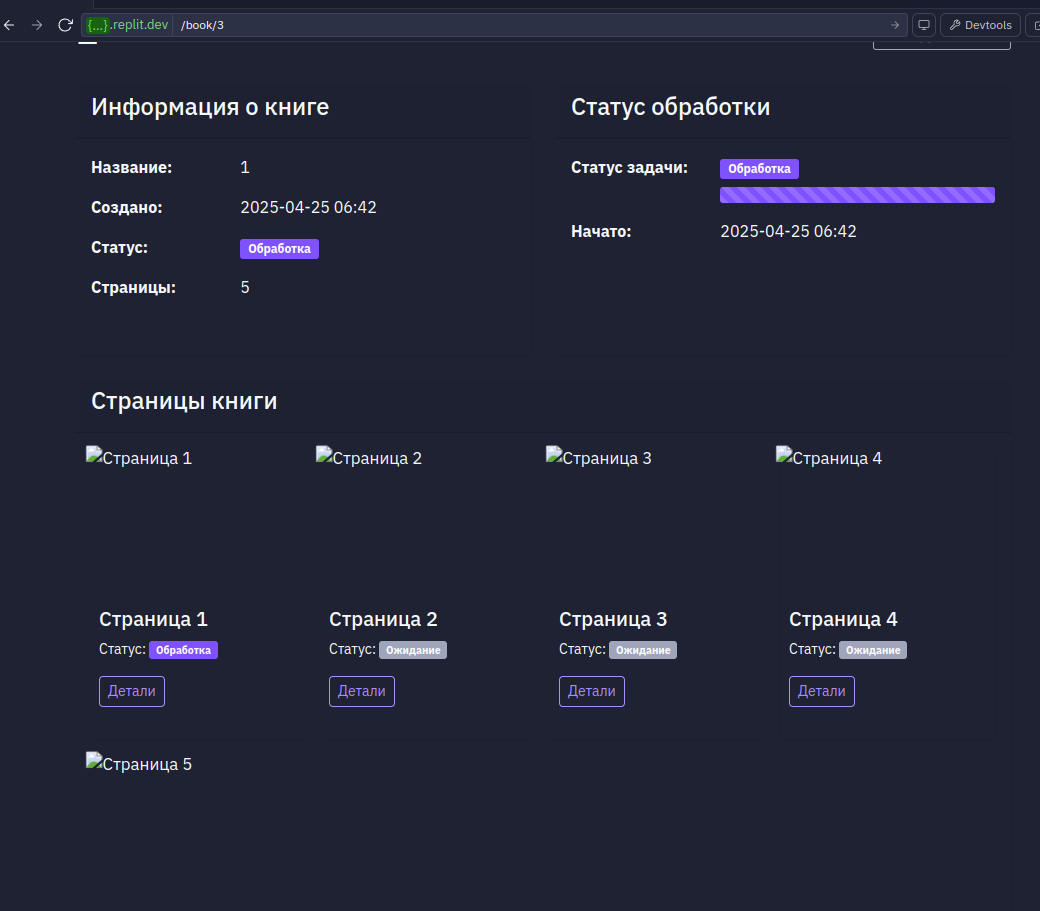 {...}.replit.dev /book/3
Devtools
Информация о книге
Название: 1
Создано: 2025-04-25 06:42
Статус: Обработка
Страницы: 5
Статус обработки
Статус задачи: Обработка
Начато: 2025-04-25 06:42
Страницы книги
Страница 1 Страница 2 Страница 3 Страница 4
Страница 1
Статус: Обработка
Детали
Страница 2
Статус: Ожидание
Детали
Страница 3
Статус: Ожидание
Детали
Страница 4
Статус: Ожидание
Детали
Страница 5